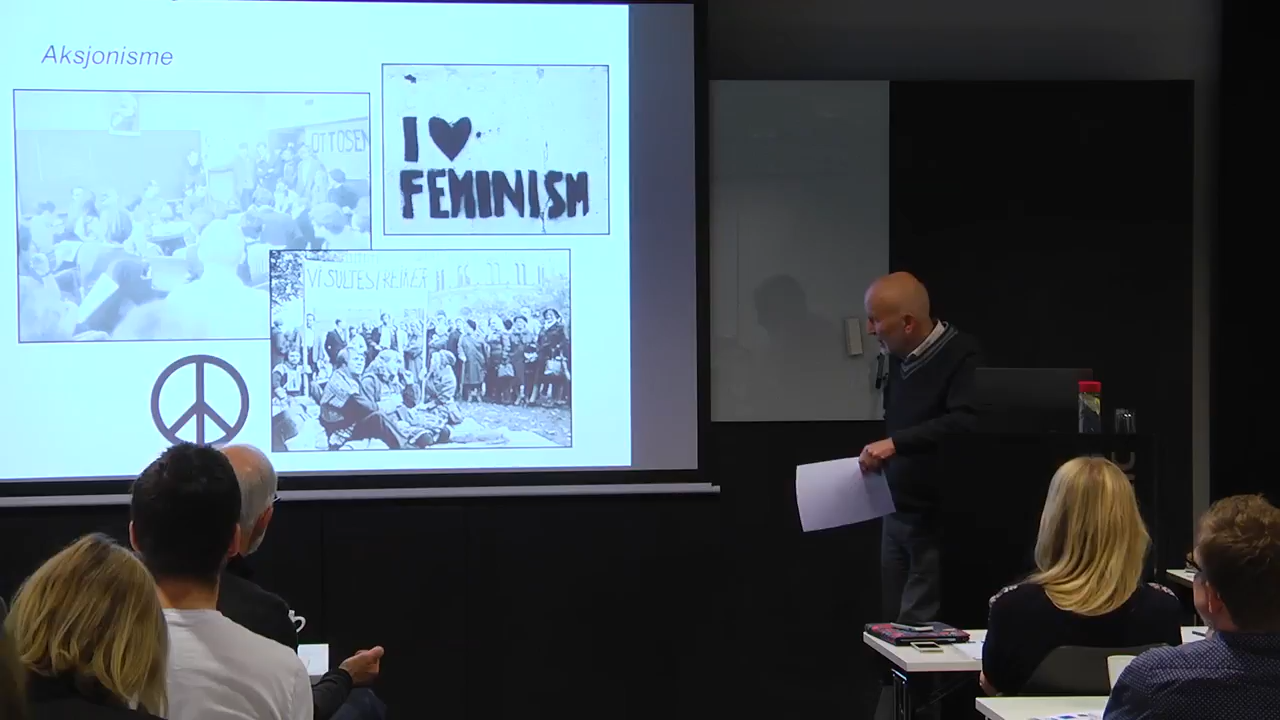 Aksjonisme
OTTOSEN
I ♥
FEMINISM
VI SULTESTREIKER